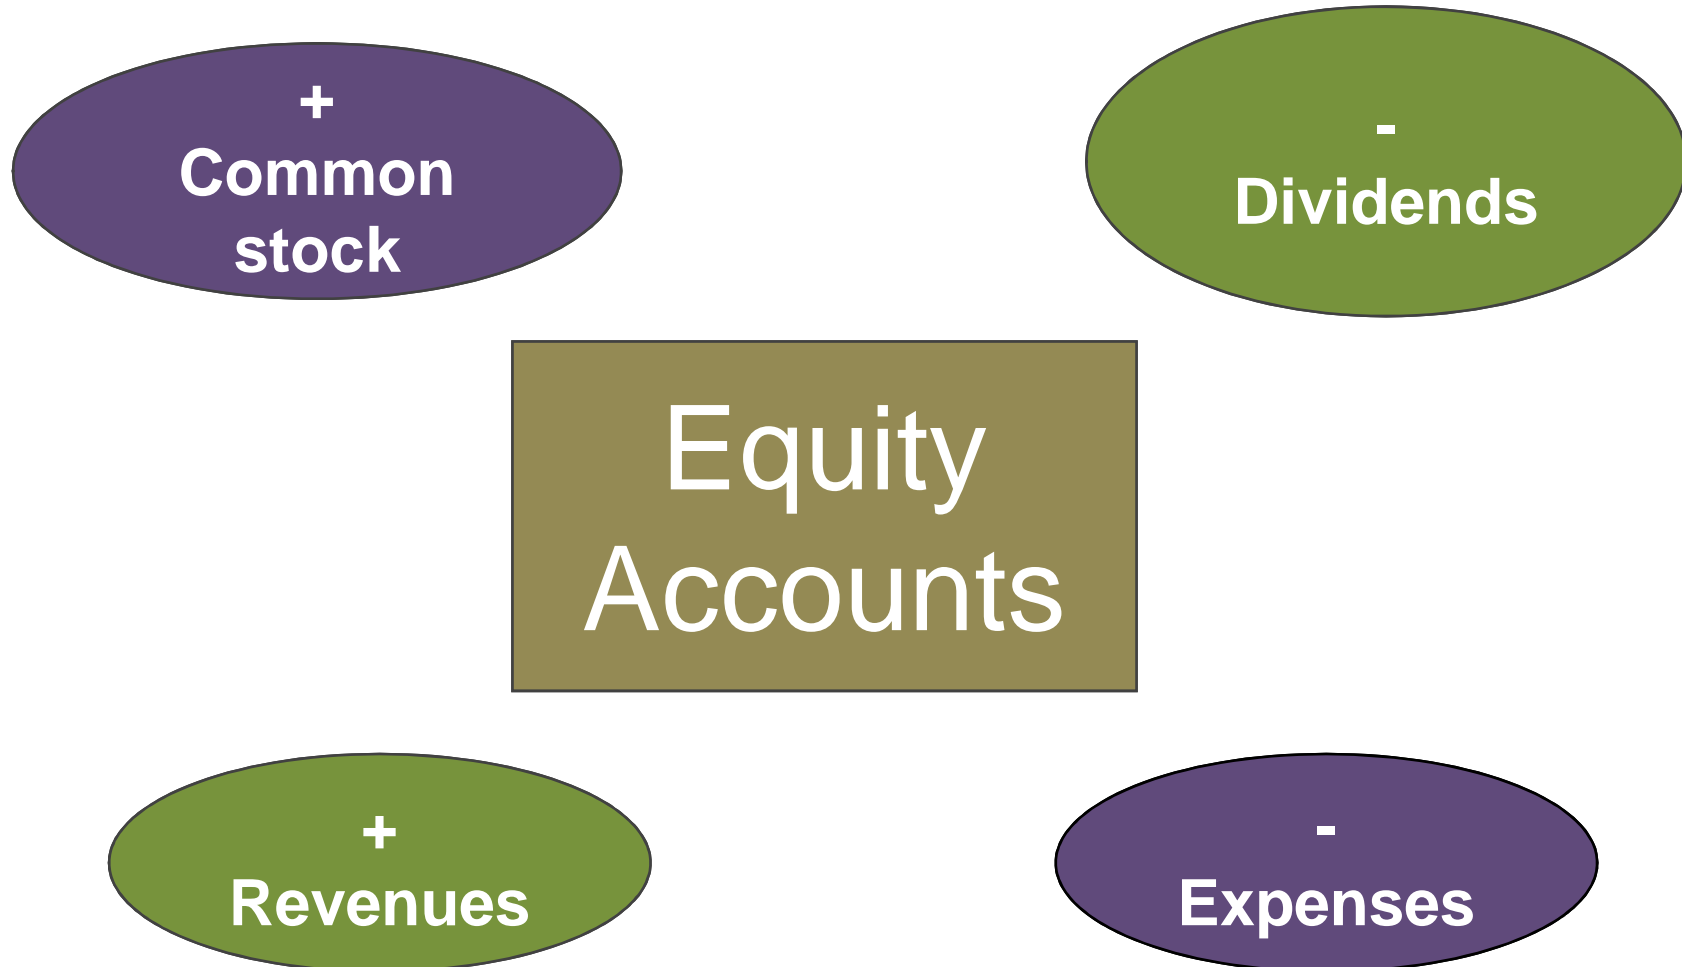 +
Common
stock
-
Dividends
Equity
Accounts
+
Revenues
-
Expenses